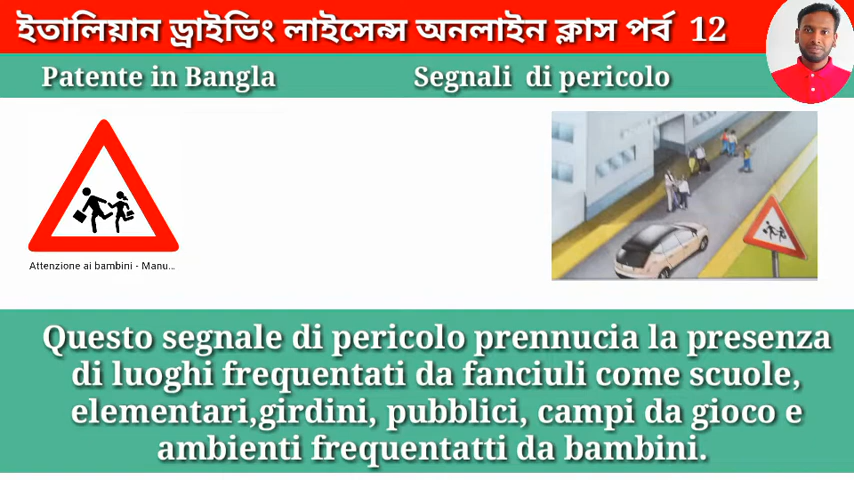 ইতালিয়ান ড্রাইভিং লাইসেন্স অনলাইন ক্লাস পর্ব 12
Patente in Bangla Segnali di pericolo
Attenzione ai bambini - Manu...
Questo segnale di pericolo prennucia la presenza
di luoghi frequentati da fanciuli come scuole,
elementari,girdini, pubblici, campi da gioco e
ambienti frequentatti da bambini.